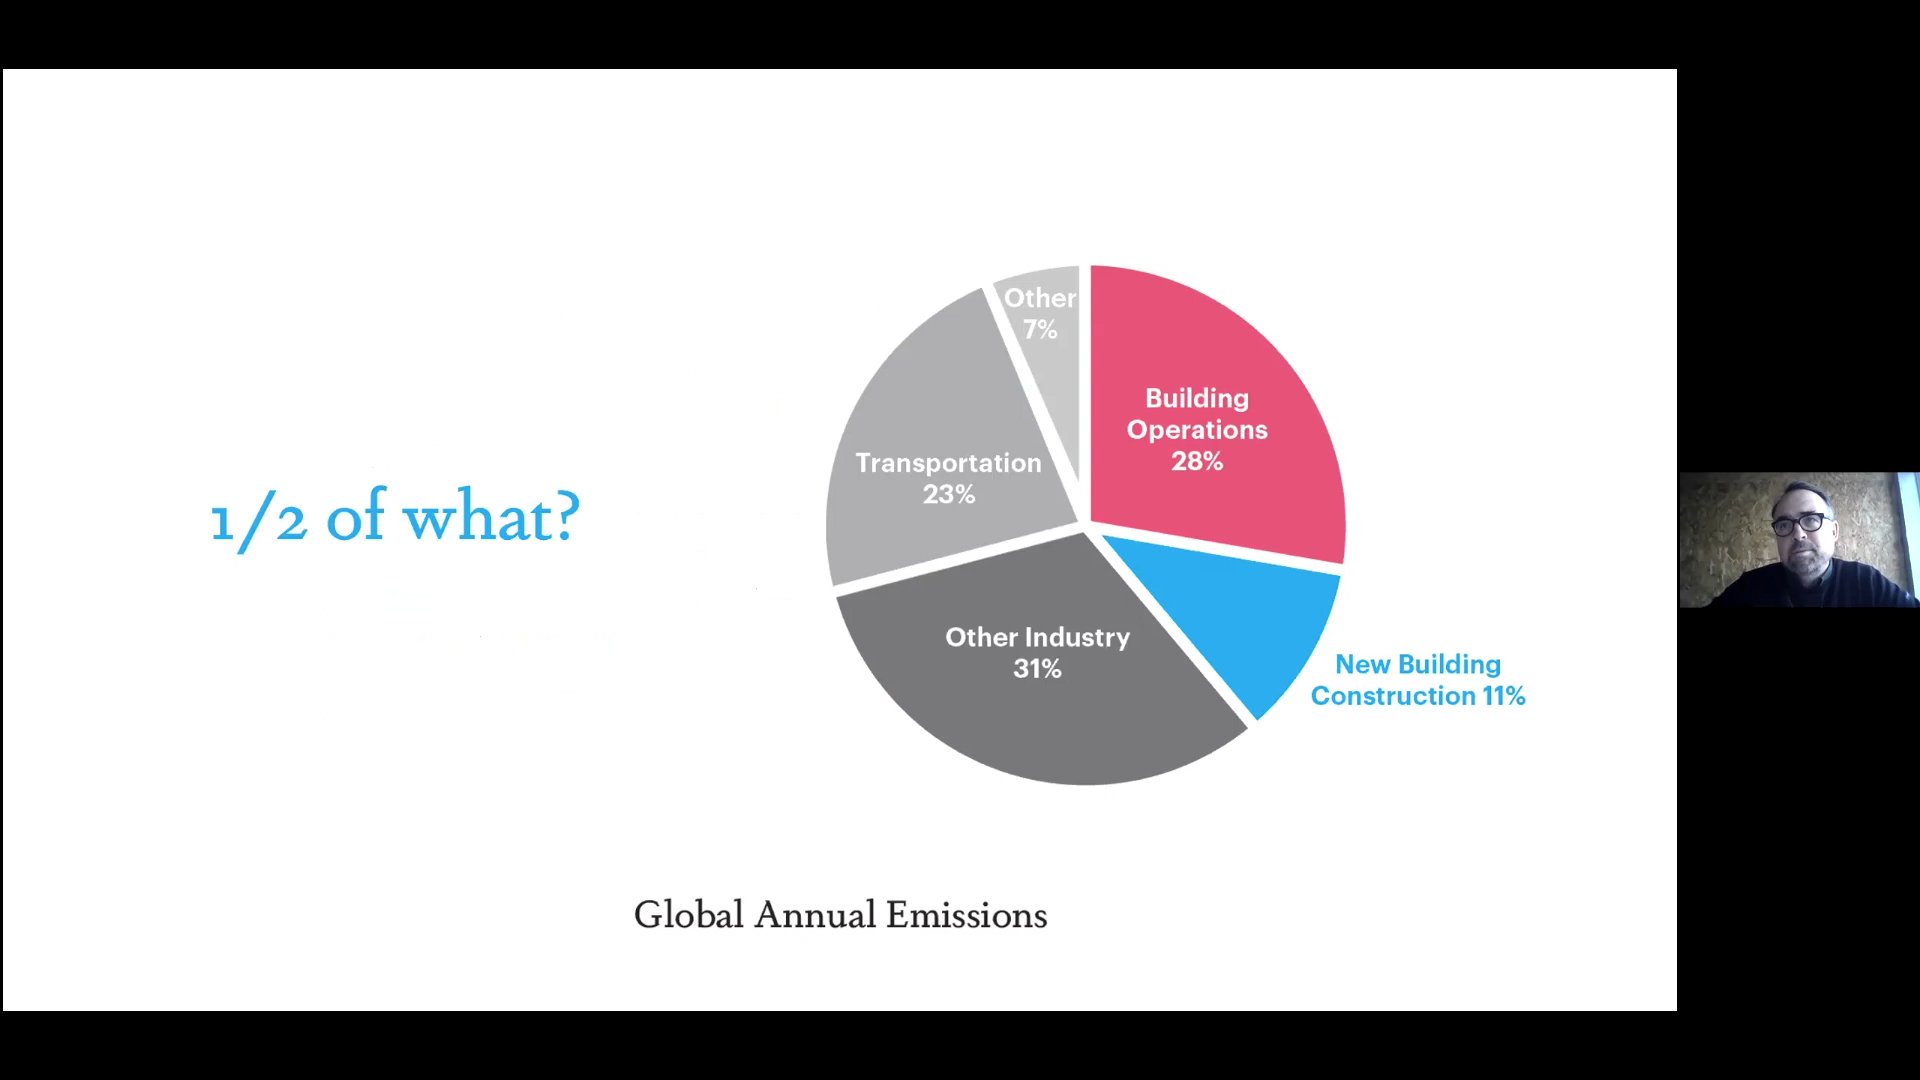 1/2 of what?
Other
7%
Building
Operations
28%
Transportation
23%
Other Industry
31%
New Building
Construction 11%
Global Annual Emissions